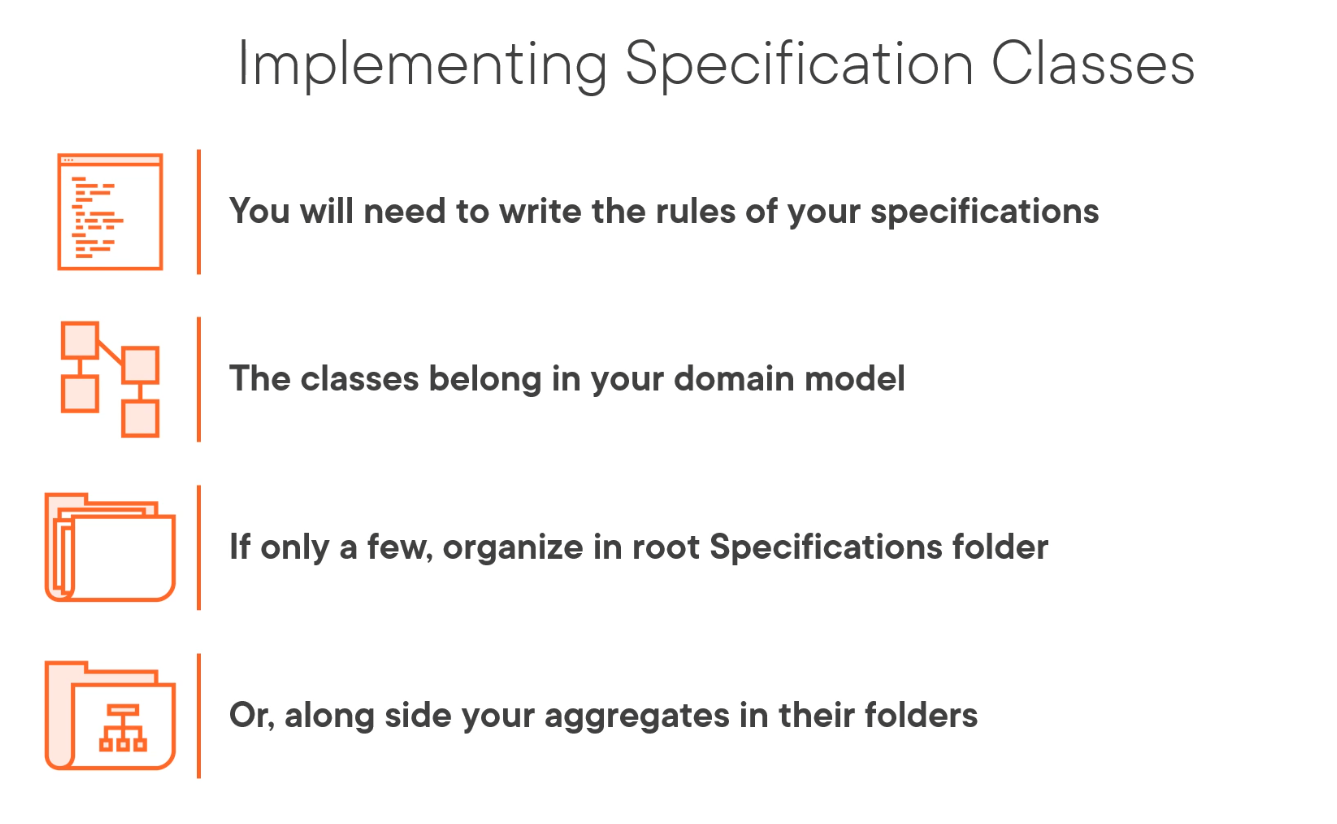 Implementing Specification Classes
You will need to write the rules of your specifications
The classes belong in your domain model
If only a few, organize in root Specifications folder
Or, along side your aggregates in their folders